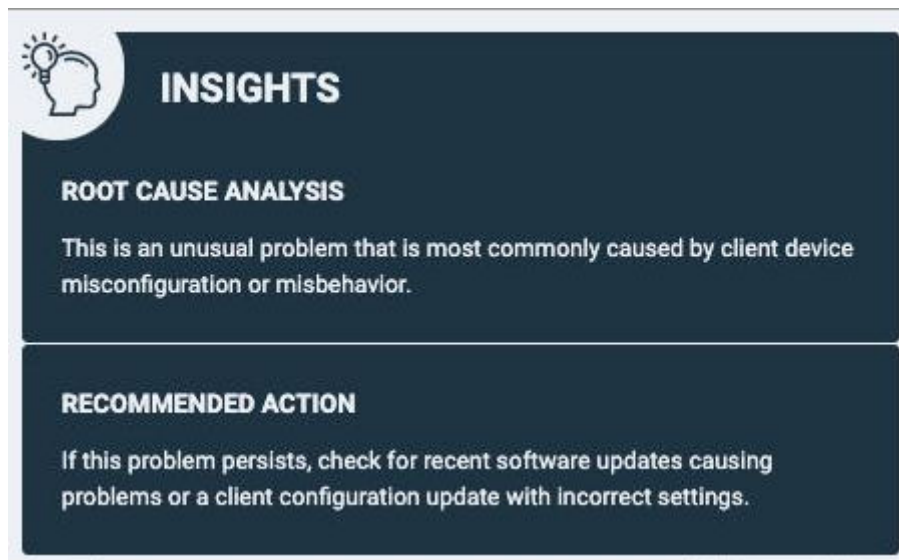 INSIGHTS
ROOT CAUSE ANALYSIS
This is an unusual problem that is most commonly caused by client device
misconfiguration or misbehavior.
RECOMMENDED ACTION
If this problem persists, check for recent software updates causing
problems or a client configuration update with incorrect settings.